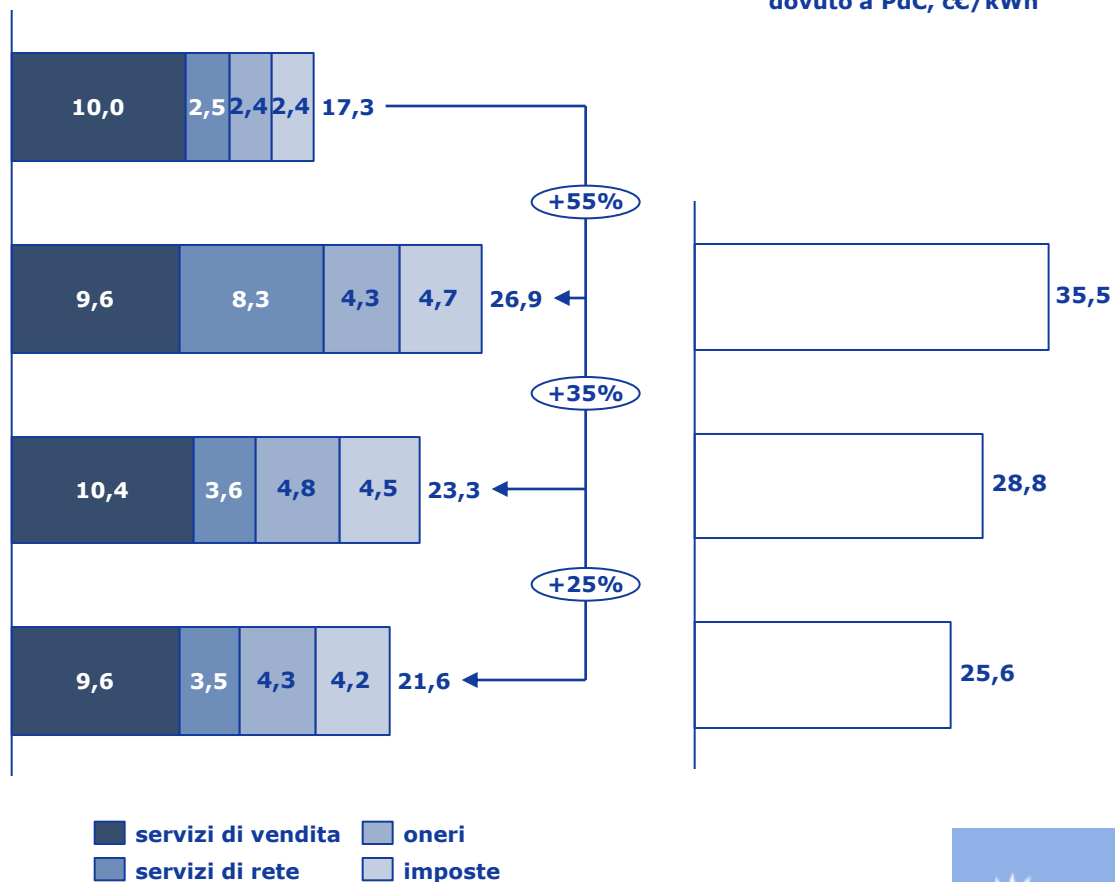 dovuto a PdC, c€/kWh
10,0 2,5 2,4 2,4 17,3
+55%
9,6 8,3 4,3 4,7 26,9
35,5
+35%
10,4 3,6 4,8 4,5 23,3
28,8
+25%
9,6 3,5 4,3 4,2 21,6
25,6
servizi di vendita oneri
servizi di rete imposte